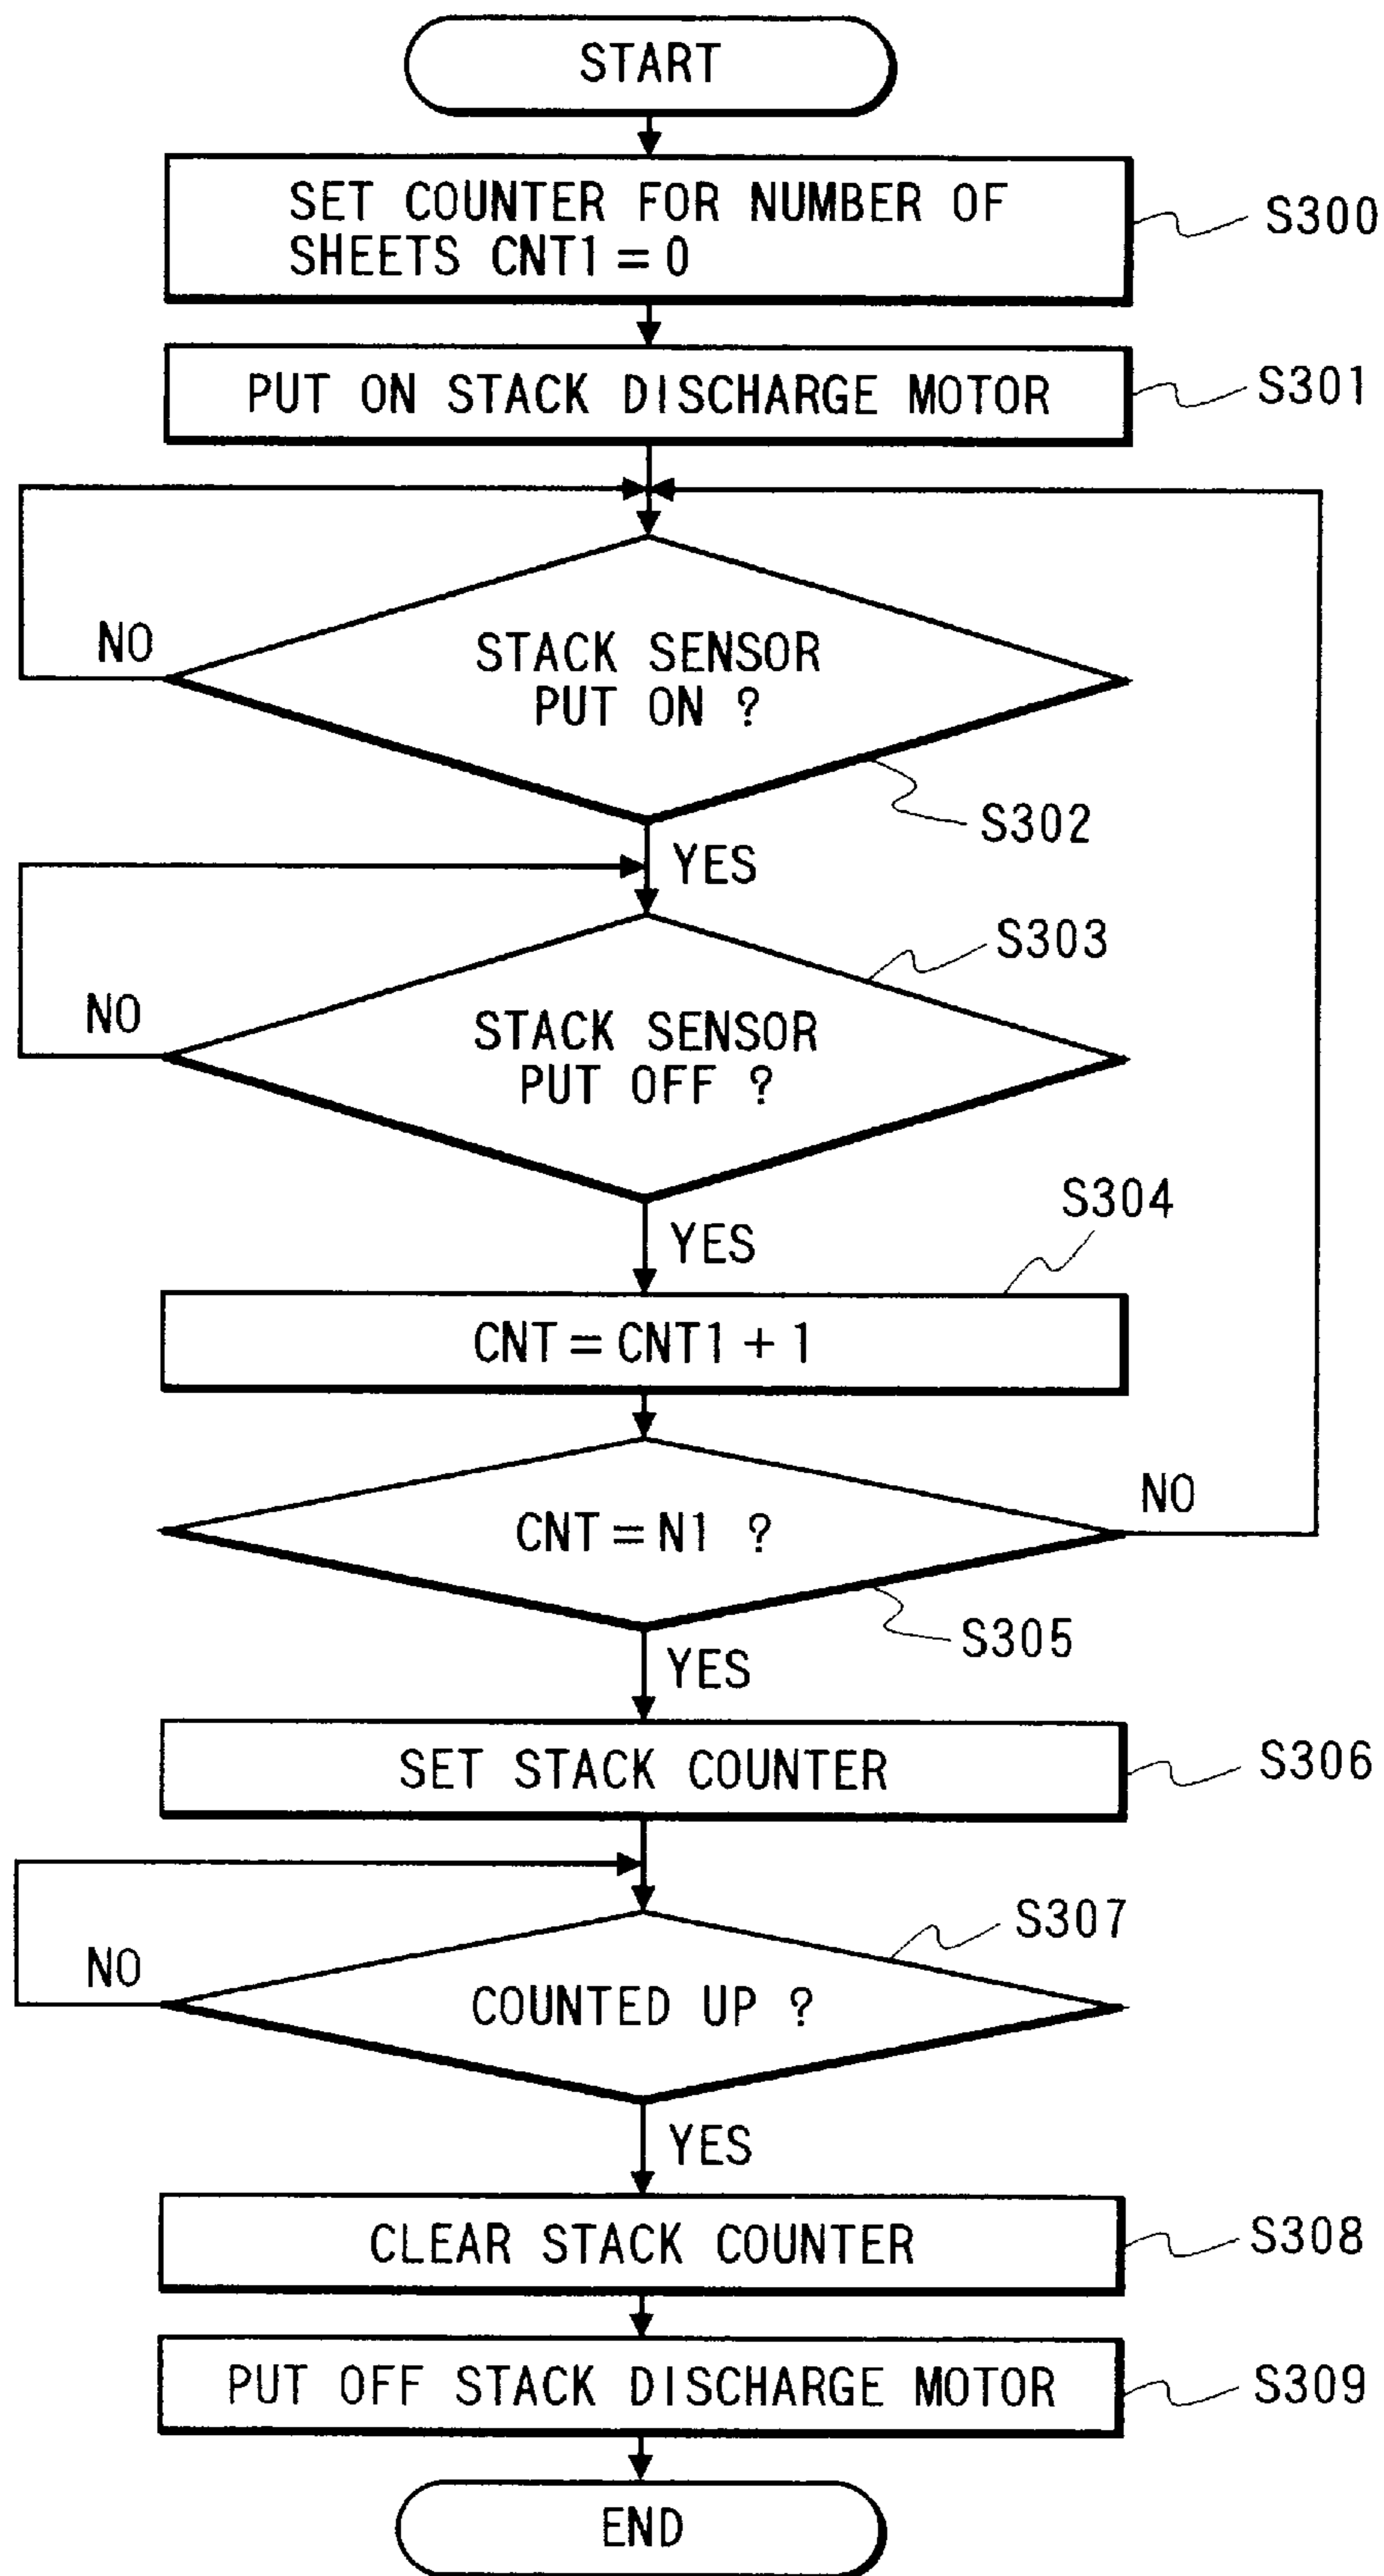 START
SET COUNTER FOR NUMBER OF
SHEETS CNT1 = 0
S300
PUT ON STACK DISCHARGE MOTOR
S301
NO
STACK SENSOR
PUT ON ?
S302
YES
S303
NO
STACK SENSOR
PUT OFF ?
S304
YES
CNT = CNT1 + 1
NO
CNT = N1 ?
S305
YES
SET STACK COUNTER
S306
S307
NO
COUNTED UP ?
YES
CLEAR STACK COUNTER
S308
PUT OFF STACK DISCHARGE MOTOR
S309
END